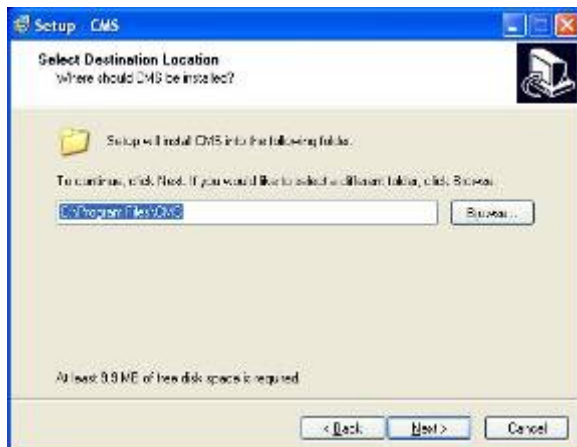 Setup - CMS
Select Destination Location
Where should CMS be installed?
Setup will install CMS into the following folder.
To continue, click Next. If you would like to select a different folder, click Browse.
C:\Program Files\CMS
Browse...
At least 9.9 MB of free disk space is required.
< Back
Next >
Cancel